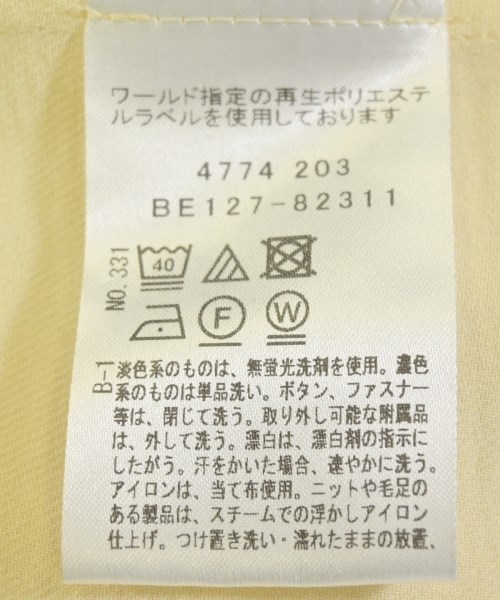 ワールド指定の再生ポリエステ
ルラベルを使用しております
4774 203
BE127-82311
NO.331
40
F
W
B-1
淡色系のものは、無蛍光洗剤を使用。濃色
系のものは単品洗い。ボタン、ファスナー
等は、閉じて洗う。取り外し可能な附属品
は、外して洗う。漂白は、漂白剤の指示に
したがう。汗をかいた場合、速やかに洗う。
アイロンは、当て布使用。ニットや毛足の
ある製品は、スチームでの浮かしアイロン
仕上げ。つけ置き洗い・濡れたままの放置、